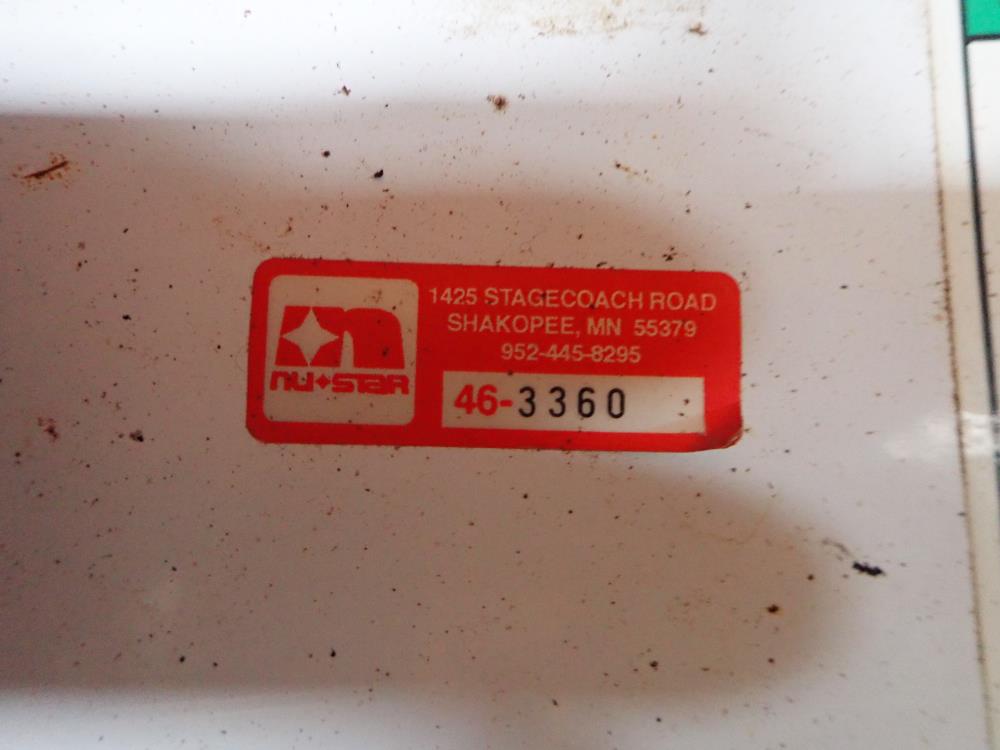 1425 STAGECOACH ROAD
SHAKOPEE, MN 55379
952-445-8295
nu✦star
46-3360